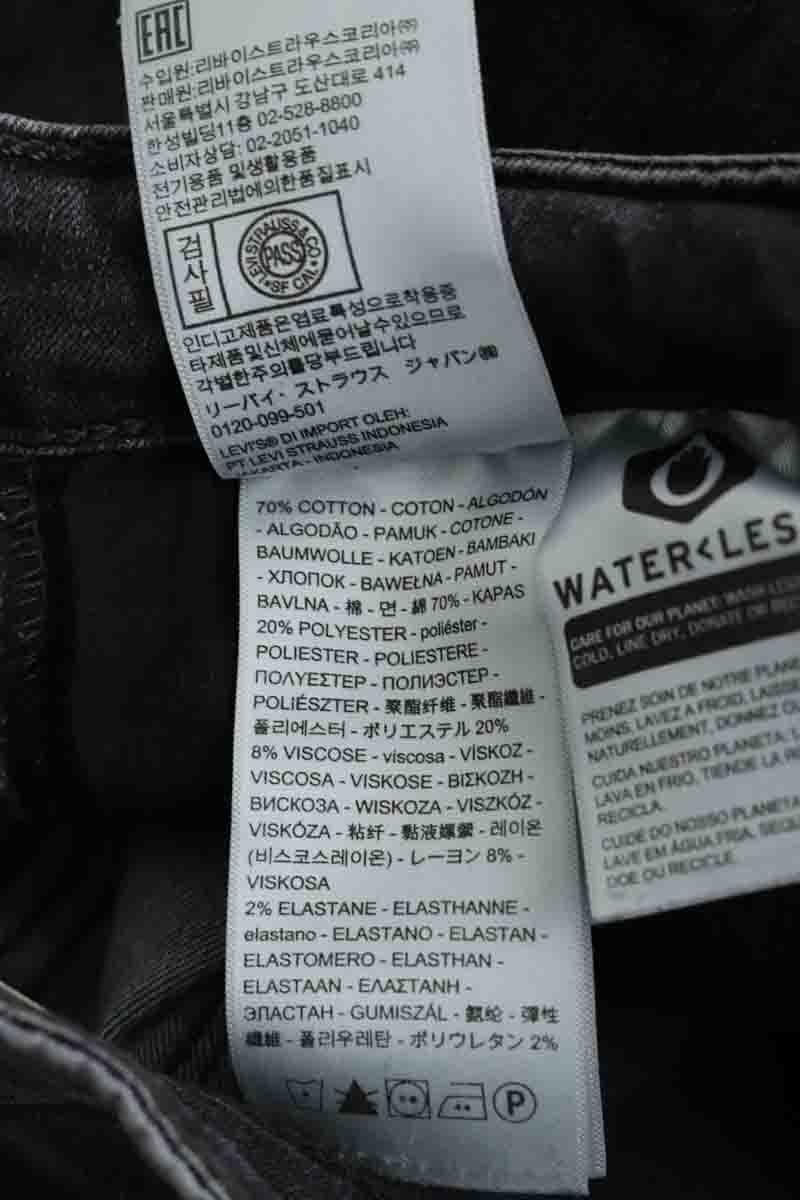 EAC
수입원:리바이스트라우스코리아㈜
판매원:리바이스트라우스코리아㈜
서울특별시 강남구 도산대로 414
한성빌딩11층 02-528-8800
소비자상담: 02-2051-1040
전기용품 및생활용품
안전관리법에의한품질표시
검사필
LEVI STRAUSS & CO
PASS
SF CAL
인디고제품은염료특성으로착용중
타제품및신체에묻어날수있으므로
각별한주의를당부드립니다
リーバイ・ストラウス ジャパン㈱
0120-099-501
LEVI'S® DI IMPORT OLEH:
PT LEVI STRAUSS INDONESIA
JAKARTA - INDONESIA
70% COTTON - COTON - ALGODÓN
- ALGODÃO - PAMUK - COTONE -
BAUMWOLLE - KATOEN - BAMBAKI
- ХЛОПОК - BAWEŁNA - PAMUT -
BAVLNA - 棉 - 면 - 綿 70% - KAPAS
20% POLYESTER - poliéster -
POLIESTER - POLIESTERE -
ΠΟΛΥΕΣΤΕΡ - ПОЛИЭСТЕР -
POLIÉSZTER - 聚酯纤维 - 聚酯纖維 -
폴리에스터 - ポリエステル 20%
8% VISCOSE - viscosa - VİSKOZ -
VISCOSA - VISKOSE - ΒΙΣΚΟΖΗ -
ВИСКОЗА - WISKOZA - VISZKÓZ -
VISKÓZA - 粘纤 - 黏液螺縈 - 레이온
(비스코스레이온) - レーヨン 8% -
VISKOSA
2% ELASTANE - ELASTHANNE -
elastano - ELASTANO - ELASTAN -
ELASTOMERO - ELASTHAN -
ELASTAAN - ΕΛΑΣΤΑΝΗ -
ЭЛАСТАН - GUMISZÁL - 氨纶 - 彈性
纖維 - 폴리우레탄 - ポリウレタン 2%
P
WATER<LES
CARE FOR OUR PLANET: WASH LESS
COLD, LINE DRY, DONATE OR REC
PRENEZ SOIN DE NOTRE PLANE
MOINS, LAVEZ A FROID, LAISSE
NATURELLEMENT, DONNEZ OU
CUIDA NUESTRO PLANETA: L
LAVA EN FRIO, TIENDE LA RO
RECICLA.
CUIDE DO NOSSO PLANETA
LAVE EM ÁGUA FRIA, SEQU
DOE OU RECICLE.